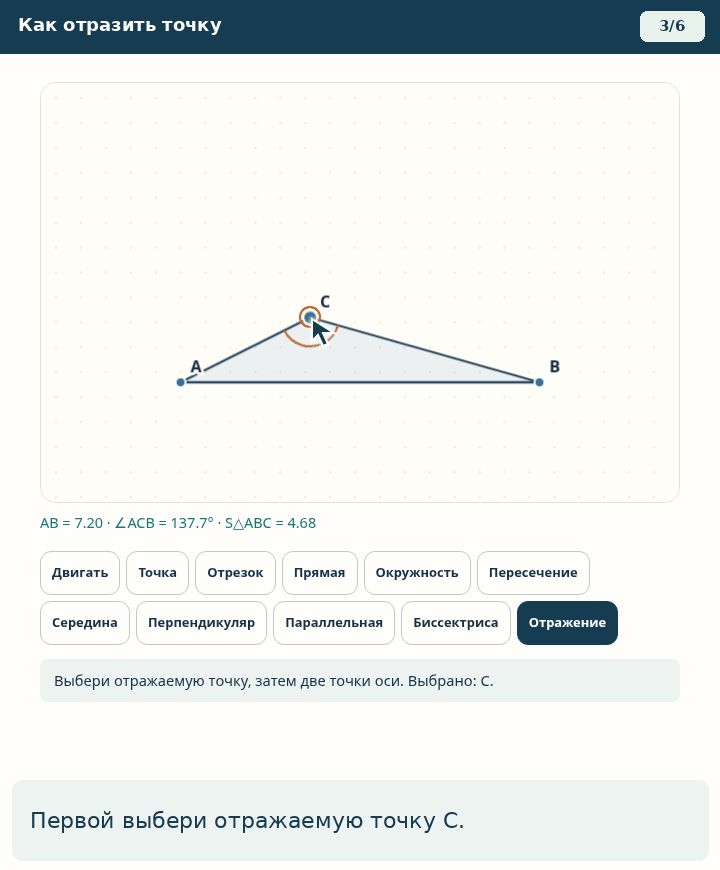 Как отразить точку
3/6
C
A
B
AB = 7.20 · ∠ACB = 137.7° · S△ABC = 4.68
Двигать Точка Отрезок Прямая Окружность Пересечение
Середина Перпендикуляр Параллельная Биссектриса Отражение
Выбери отражаемую точку, затем две точки оси. Выбрано: C.
Первой выбери отражаемую точку C.